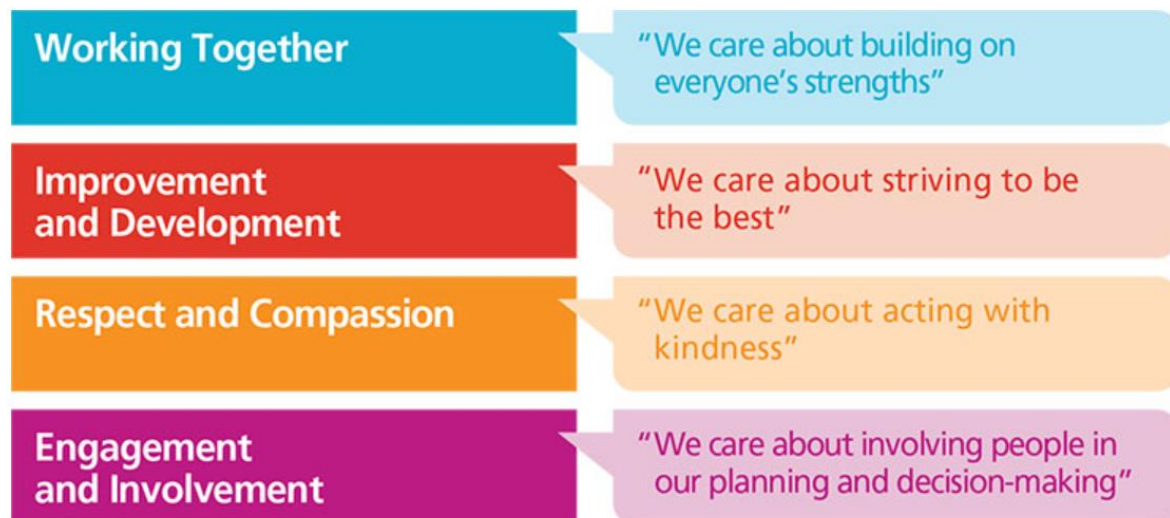 Working Together
“We care about building on
everyone’s strengths”
Improvement
and Development
“We care about striving to be
the best”
Respect and Compassion
“We care about acting with
kindness”
Engagement
and Involvement
“We care about involving people in
our planning and decision-making”